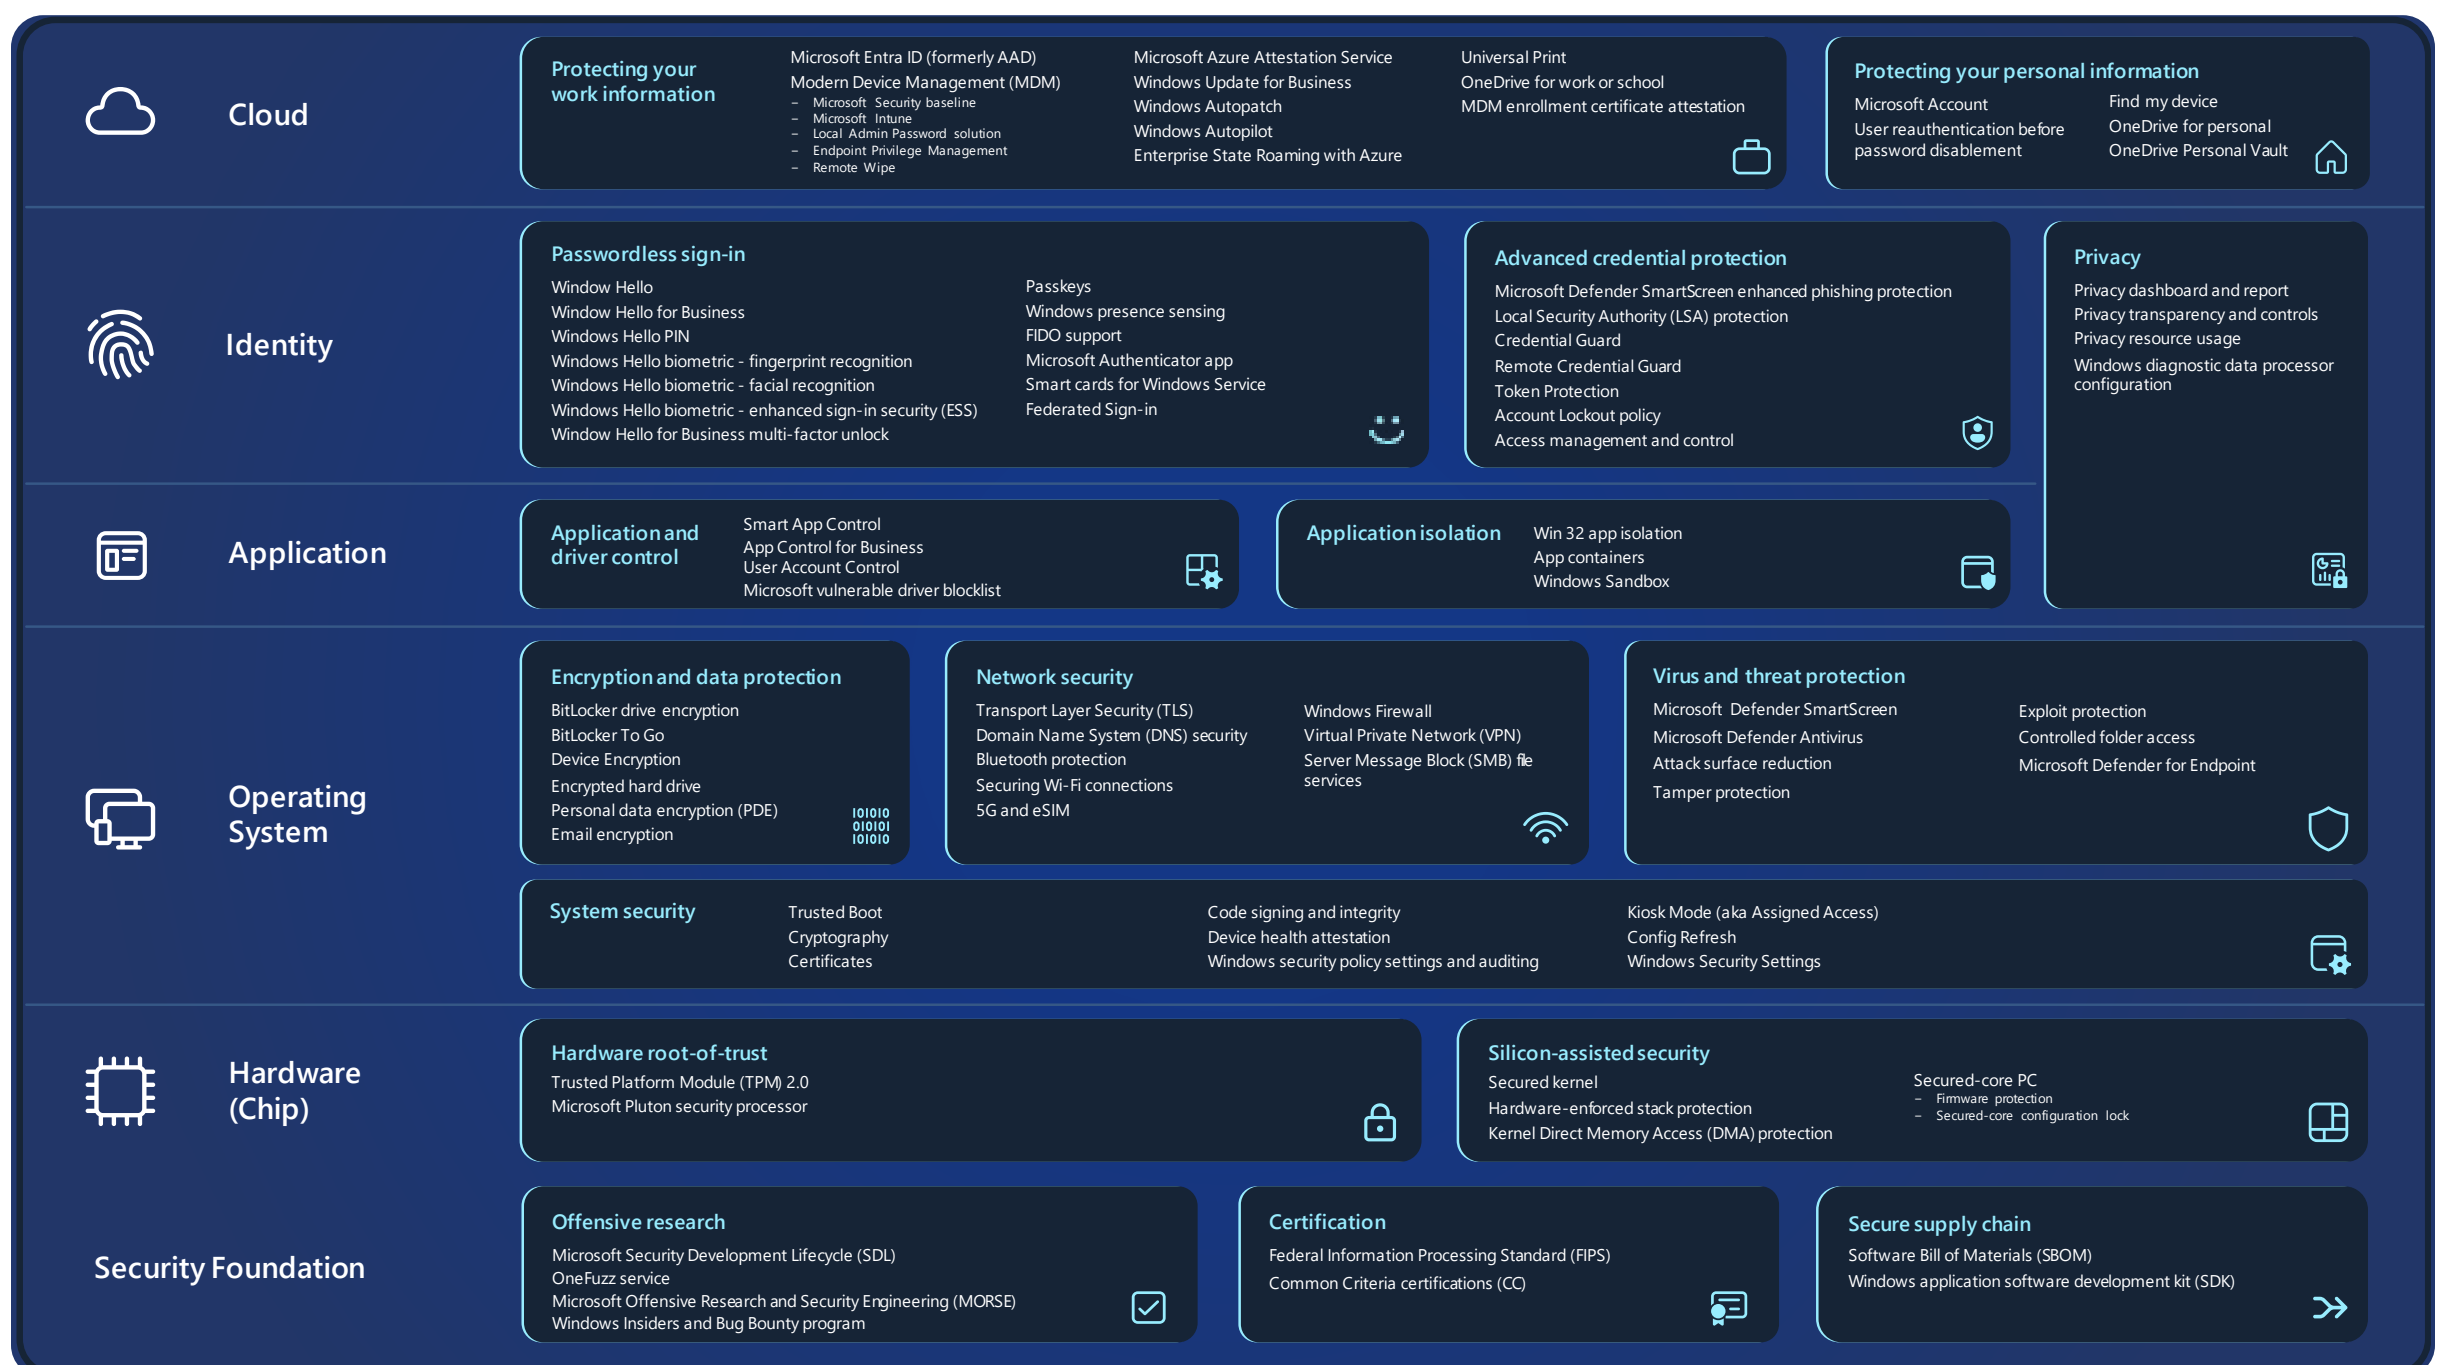 Cloud
Protecting your
work information
Microsoft Entra ID (formerly AAD)
Modern Device Management (MDM)
– Microsoft Security baseline
– Microsoft Intune
– Local Admin Password solution
– Endpoint Privilege Management
– Remote Wipe
Microsoft Azure Attestation Service
Windows Update for Business
Windows Autopatch
Windows Autopilot
Enterprise State Roaming with Azure
Universal Print
OneDrive for work or school
MDM enrollment certificate attestation
Protecting your personal information
Microsoft Account
User reauthentication before
password disablement
Find my device
OneDrive for personal
OneDrive Personal Vault
Identity
Passwordless sign-in
Window Hello
Window Hello for Business
Windows Hello PIN
Windows Hello biometric - fingerprint recognition
Windows Hello biometric - facial recognition
Windows Hello biometric - enhanced sign-in security (ESS)
Window Hello for Business multi-factor unlock
Passkeys
Windows presence sensing
FIDO support
Microsoft Authenticator app
Smart cards for Windows Service
Federated Sign-in
Advanced credential protection
Microsoft Defender SmartScreen enhanced phishing protection
Local Security Authority (LSA) protection
Credential Guard
Remote Credential Guard
Token Protection
Account Lockout policy
Access management and control
Privacy
Privacy dashboard and report
Privacy transparency and controls
Privacy resource usage
Windows diagnostic data processor
configuration
Application
Application and
driver control
Smart App Control
App Control for Business
User Account Control
Microsoft vulnerable driver blocklist
Application isolation
Win 32 app isolation
App containers
Windows Sandbox
Operating
System
Encryption and data protection
BitLocker drive encryption
BitLocker To Go
Device Encryption
Encrypted hard drive
Personal data encryption (PDE)
Email encryption
101010
010101
101010
Network security
Transport Layer Security (TLS)
Domain Name System (DNS) security
Bluetooth protection
Securing Wi-Fi connections
5G and eSIM
Windows Firewall
Virtual Private Network (VPN)
Server Message Block (SMB) file
services
Virus and threat protection
Microsoft Defender SmartScreen
Microsoft Defender Antivirus
Attack surface reduction
Tamper protection
Exploit protection
Controlled folder access
Microsoft Defender for Endpoint
System security
Trusted Boot
Cryptography
Certificates
Code signing and integrity
Device health attestation
Windows security policy settings and auditing
Kiosk Mode (aka Assigned Access)
Config Refresh
Windows Security Settings
Hardware
(Chip)
Hardware root-of-trust
Trusted Platform Module (TPM) 2.0
Microsoft Pluton security processor
Silicon-assisted security
Secured kernel
Hardware-enforced stack protection
Kernel Direct Memory Access (DMA) protection
Secured-core PC
– Firmware protection
– Secured-core configuration lock
Security Foundation
Offensive research
Microsoft Security Development Lifecycle (SDL)
OneFuzz service
Microsoft Offensive Research and Security Engineering (MORSE)
Windows Insiders and Bug Bounty program
Certification
Federal Information Processing Standard (FIPS)
Common Criteria certifications (CC)
Secure supply chain
Software Bill of Materials (SBOM)
Windows application software development kit (SDK)